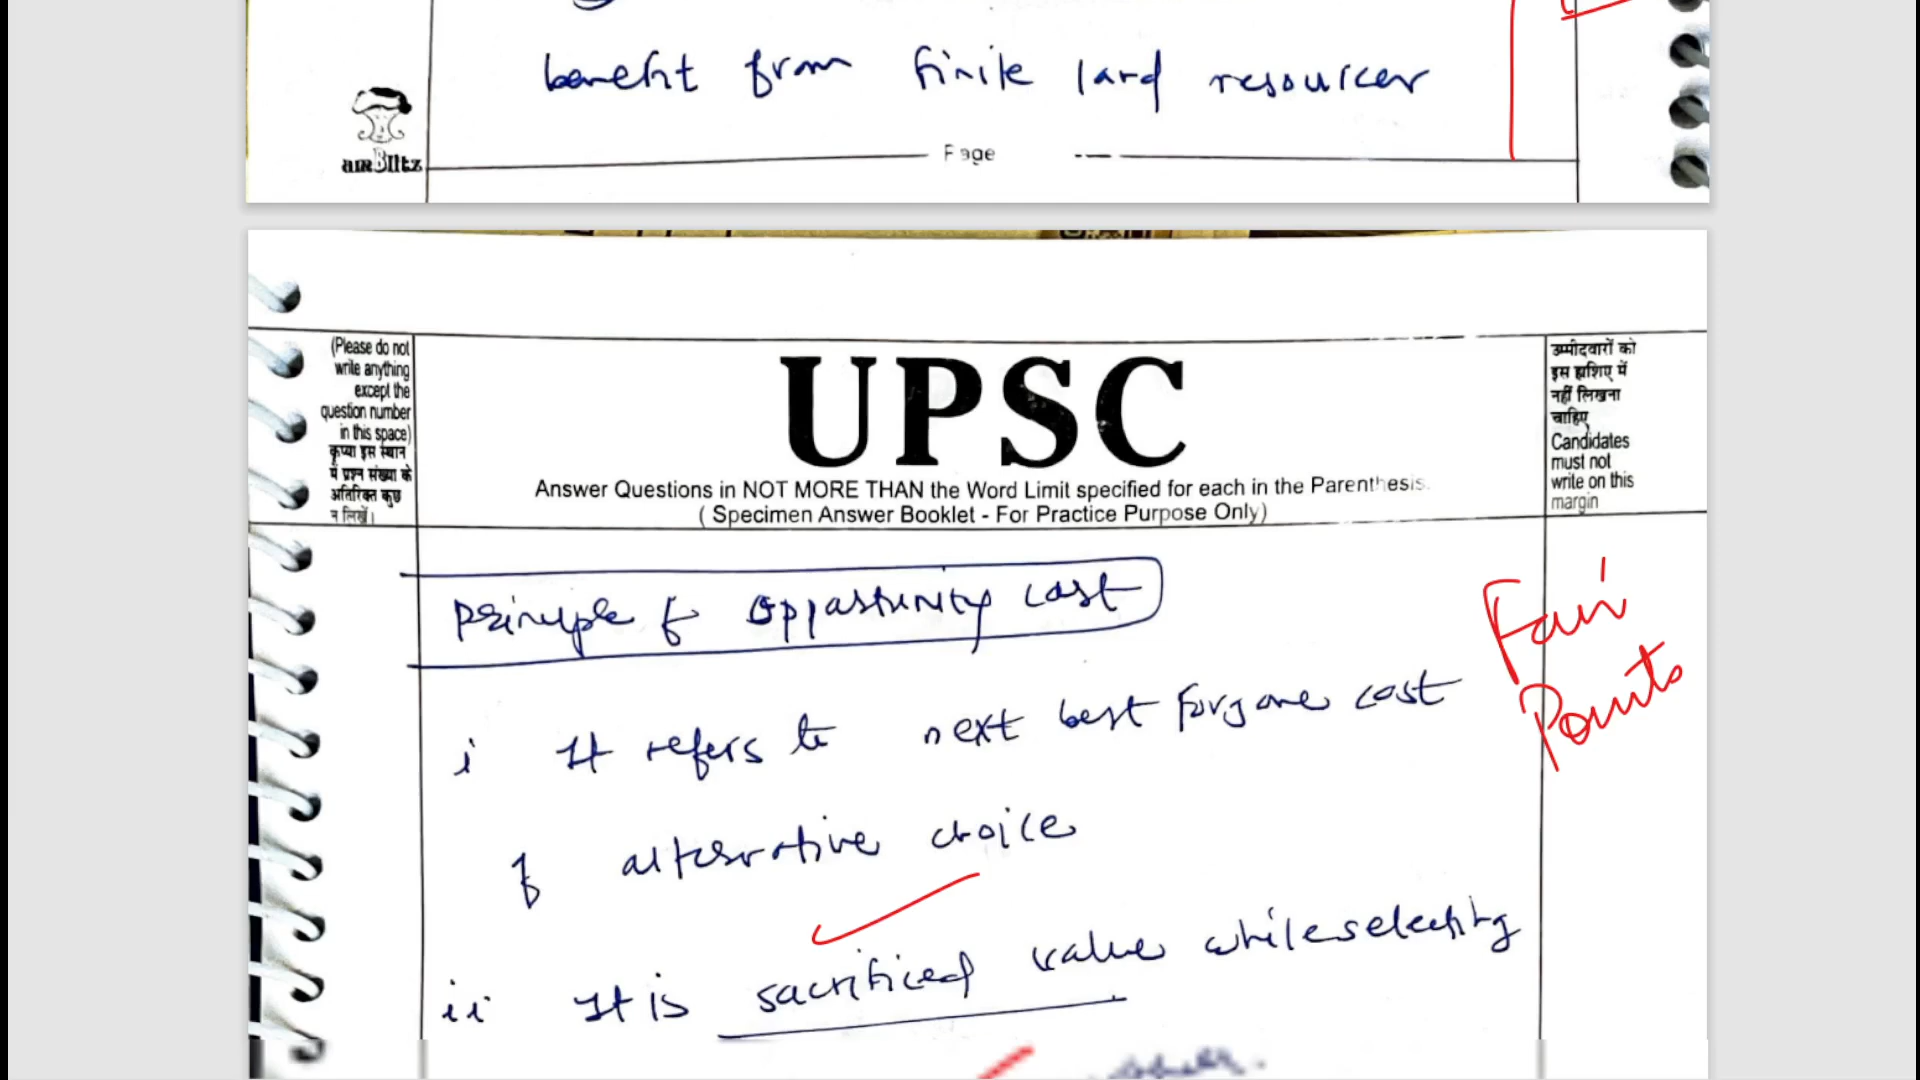 benefit from finite land resources
amBlitz
Page
(Please do not
write anything
except the
question number
in this space)
कृप्या इस स्थान
में प्रश्न संख्या के
अतिरिक्त कुछ
न लिखें।
UPSC
Answer Questions in NOT MORE THAN the Word Limit specified for each in the Parenthesis.
( Specimen Answer Booklet - For Practice Purpose Only)
उम्मीदवारों को
इस हाशिए में
नहीं लिखना
चाहिए
Candidates
must not
write on this
margin
Principle of Opportunity cost
Fair
Points
i It refers to next best forgone cost
of alternative choice
ii It is sacrificed value while selecting